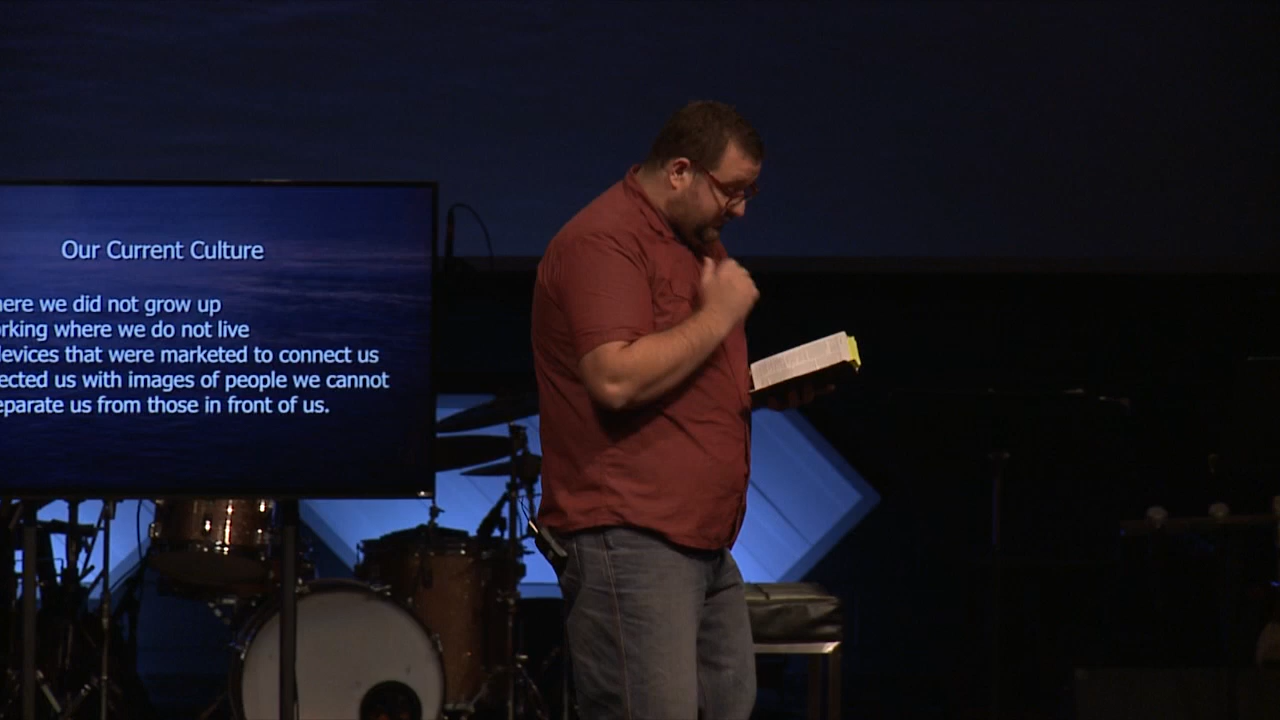 Our Current Culture
here we did not grow up
orking where we do not live
devices that were marketed to connect us
ected us with images of people we cannot
eparate us from those in front of us.